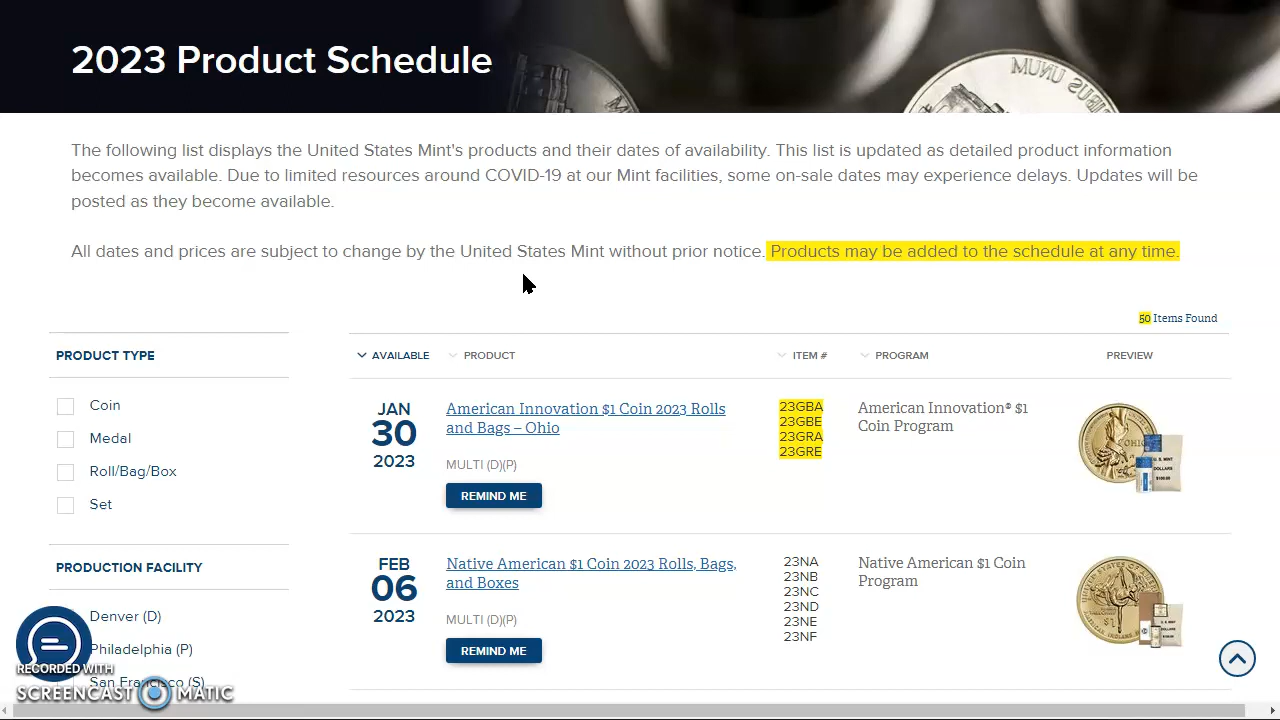 2023 Product Schedule
The following list displays the United States Mint's products and their dates of availability. This list is updated as detailed product information
becomes available. Due to limited resources around COVID-19 at our Mint facilities, some on-sale dates may experience delays. Updates will be
posted as they become available.
All dates and prices are subject to change by the United States Mint without prior notice. Products may be added to the schedule at any time.
50 Items Found
PRODUCT TYPE
Coin
Medal
Roll/Bag/Box
Set
PRODUCTION FACILITY
Denver (D)
Philadelphia (P)
San Francisco (S)
AVAILABLE PRODUCT ITEM # PROGRAM PREVIEW
JAN
30
2023
American Innovation $1 Coin 2023 Rolls
and Bags – Ohio
MULTI (D)(P)
REMIND ME
23GBA
23GBE
23GRA
23GRE
American Innovation® $1
Coin Program
FEB
06
2023
Native American $1 Coin 2023 Rolls, Bags,
and Boxes
MULTI (D)(P)
REMIND ME
23NA
23NB
23NC
23ND
23NE
23NF
Native American $1 Coin
Program
RECORDED WITH
SCREENCAST MATIC